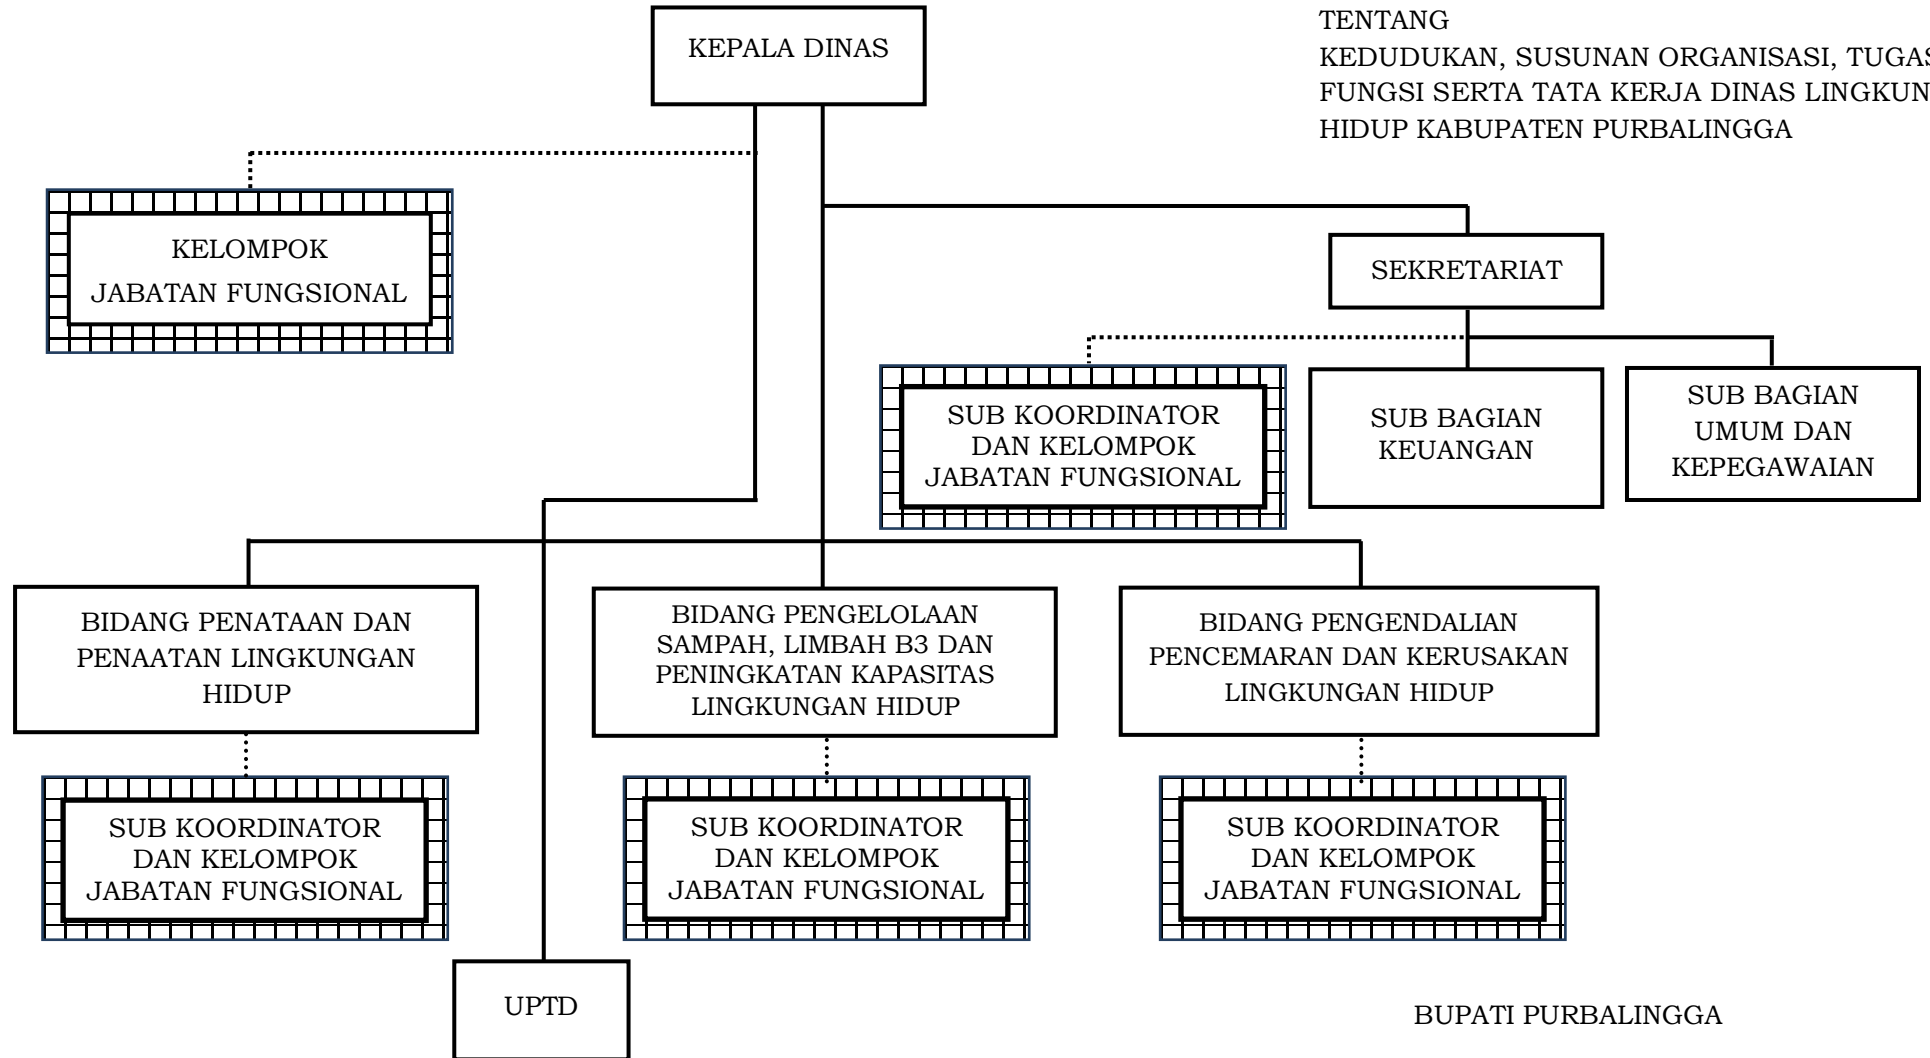 KEPALA DINAS
TENTANG
KEDUDUKAN, SUSUNAN ORGANISASI, TUGAS
FUNGSI SERTA TATA KERJA DINAS LINGKUN
HIDUP KABUPATEN PURBALINGGA
KELOMPOK
JABATAN FUNGSIONAL
SEKRETARIAT
SUB KOORDINATOR
DAN KELOMPOK
JABATAN FUNGSIONAL
SUB BAGIAN
KEUANGAN
SUB BAGIAN
UMUM DAN
KEPEGAWAIAN
BIDANG PENATAAN DAN
PENAATAN LINGKUNGAN
HIDUP
BIDANG PENGELOLAAN
SAMPAH, LIMBAH B3 DAN
PENINGKATAN KAPASITAS
LINGKUNGAN HIDUP
BIDANG PENGENDALIAN
PENCEMARAN DAN KERUSAKAN
LINGKUNGAN HIDUP
SUB KOORDINATOR
DAN KELOMPOK
JABATAN FUNGSIONAL
SUB KOORDINATOR
DAN KELOMPOK
JABATAN FUNGSIONAL
SUB KOORDINATOR
DAN KELOMPOK
JABATAN FUNGSIONAL
UPTD
BUPATI PURBALINGGA